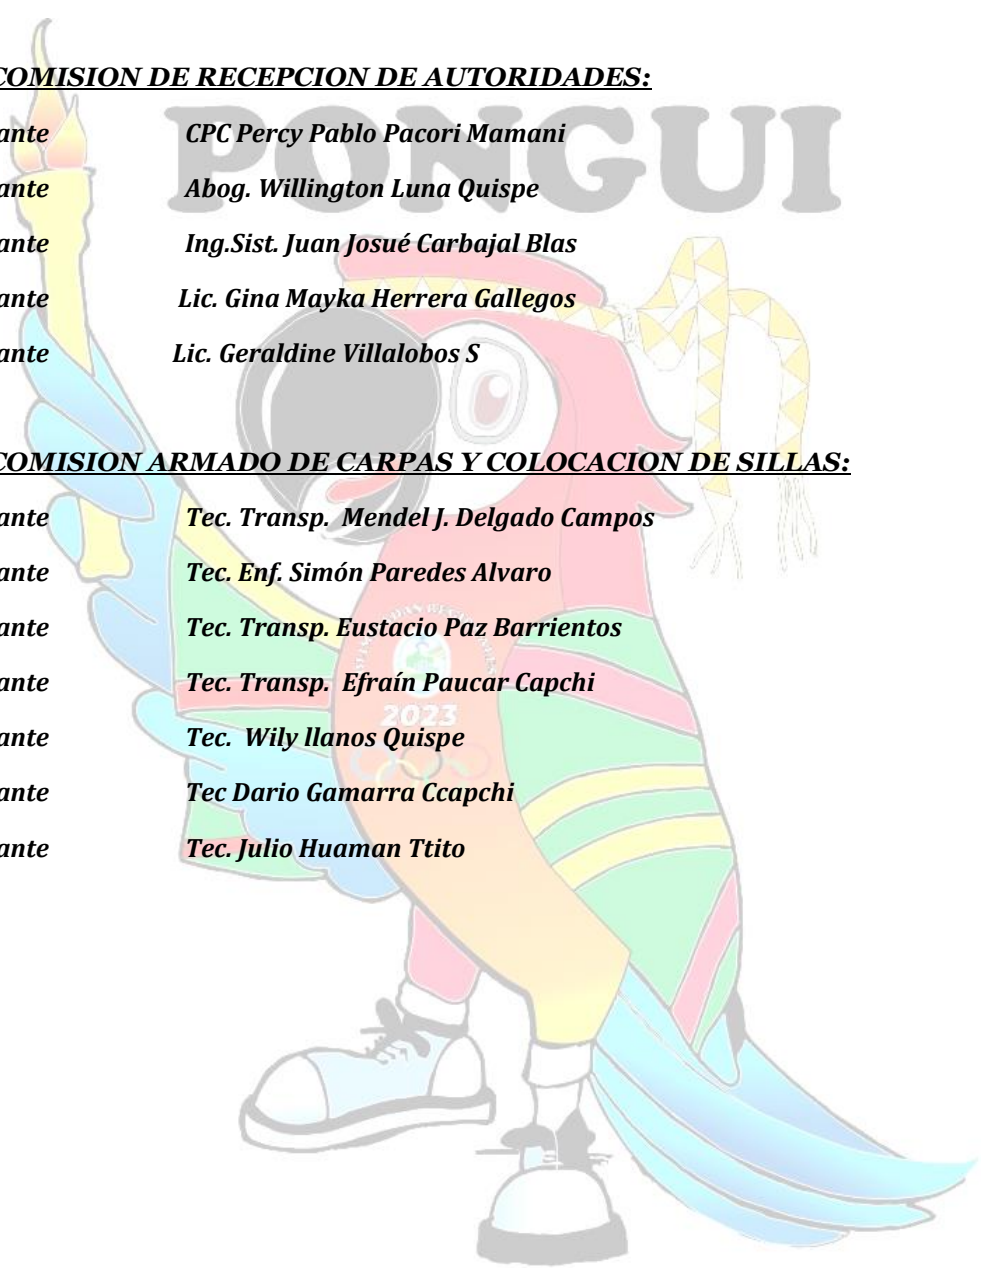 COMISION DE RECEPCION DE AUTORIDADES:
PONGUI
ante CPC Percy Pablo Pacori Mamani
ante Abog. Willington Luna Quispe
ante Ing.Sist. Juan Josué Carbajal Blas
ante Lic. Gina Mayka Herrera Gallegos
ante Lic. Geraldine Villalobos S
COMISION ARMADO DE CARPAS Y COLOCACION DE SILLAS:
ante Tec. Transp. Mendel J. Delgado Campos
ante Tec. Enf. Simón Paredes Alvaro
ante Tec. Transp. Eustacio Paz Barrientos
ante Tec. Transp. Efraín Paucar Capchi
ante Tec. Wily llanos Quispe
2023
ante Tec Dario Gamarra Ccapchi
ante Tec. Julio Huaman Ttito